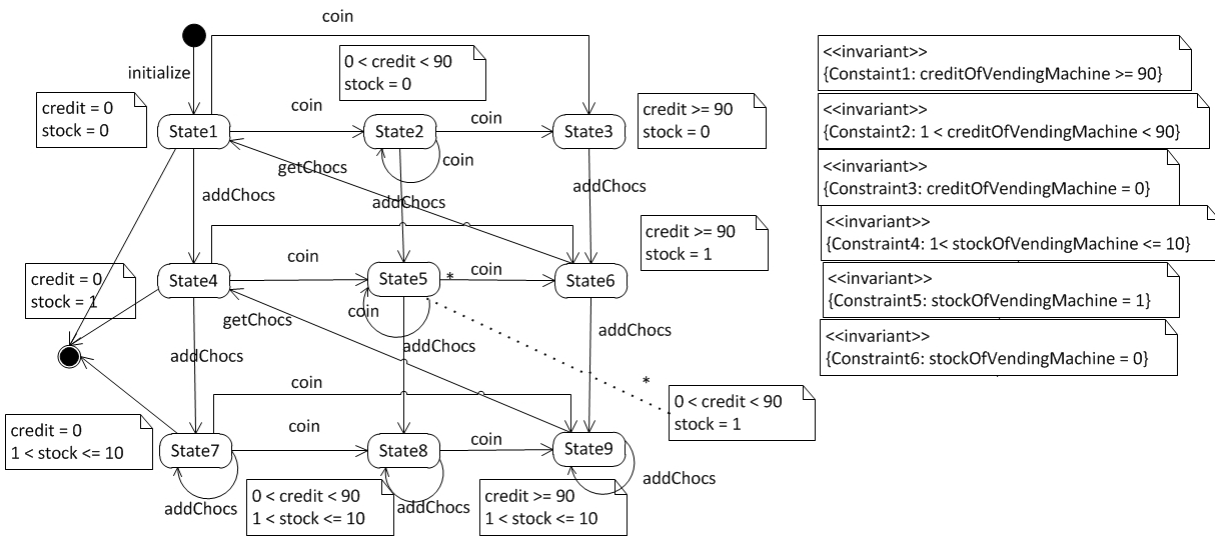 coin
initialize
0 < credit < 90
stock = 0
credit = 0
stock = 0
coin
coin
credit >= 90
stock = 0
State1
State2
State3
coin
getChocs
addChocs
addChocs
addChocs
credit >= 90
stock = 1
credit = 0
stock = 1
State4
coin
State5
*
coin
State6
coin
getChocs
addChocs
addChocs
addChocs
coin
*
0 < credit < 90
stock = 1
credit = 0
1 < stock <= 10
State7
coin
State8
coin
State9
addChocs
addChocs
addChocs
0 < credit < 90
1 < stock <= 10
credit >= 90
1 < stock <= 10
<<invariant>>
{Constaint1: creditOfVendingMachine >= 90}
<<invariant>>
{Constaint2: 1 < creditOfVendingMachine < 90}
<<invariant>>
{Constraint3: creditOfVendingMachine = 0}
<<invariant>>
{Constraint4: 1< stockOfVendingMachine <= 10}
<<invariant>>
{Constraint5: stockOfVendingMachine = 1}
<<invariant>>
{Constraint6: stockOfVendingMachine = 0}